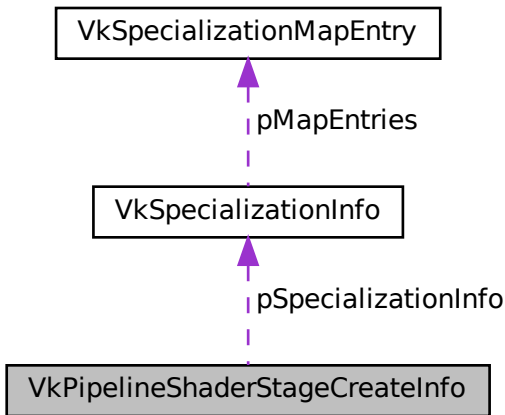 VkSpecializationMapEntry
pMapEntries
VkSpecializationInfo
pSpecializationInfo
VkPipelineShaderStageCreateInfo